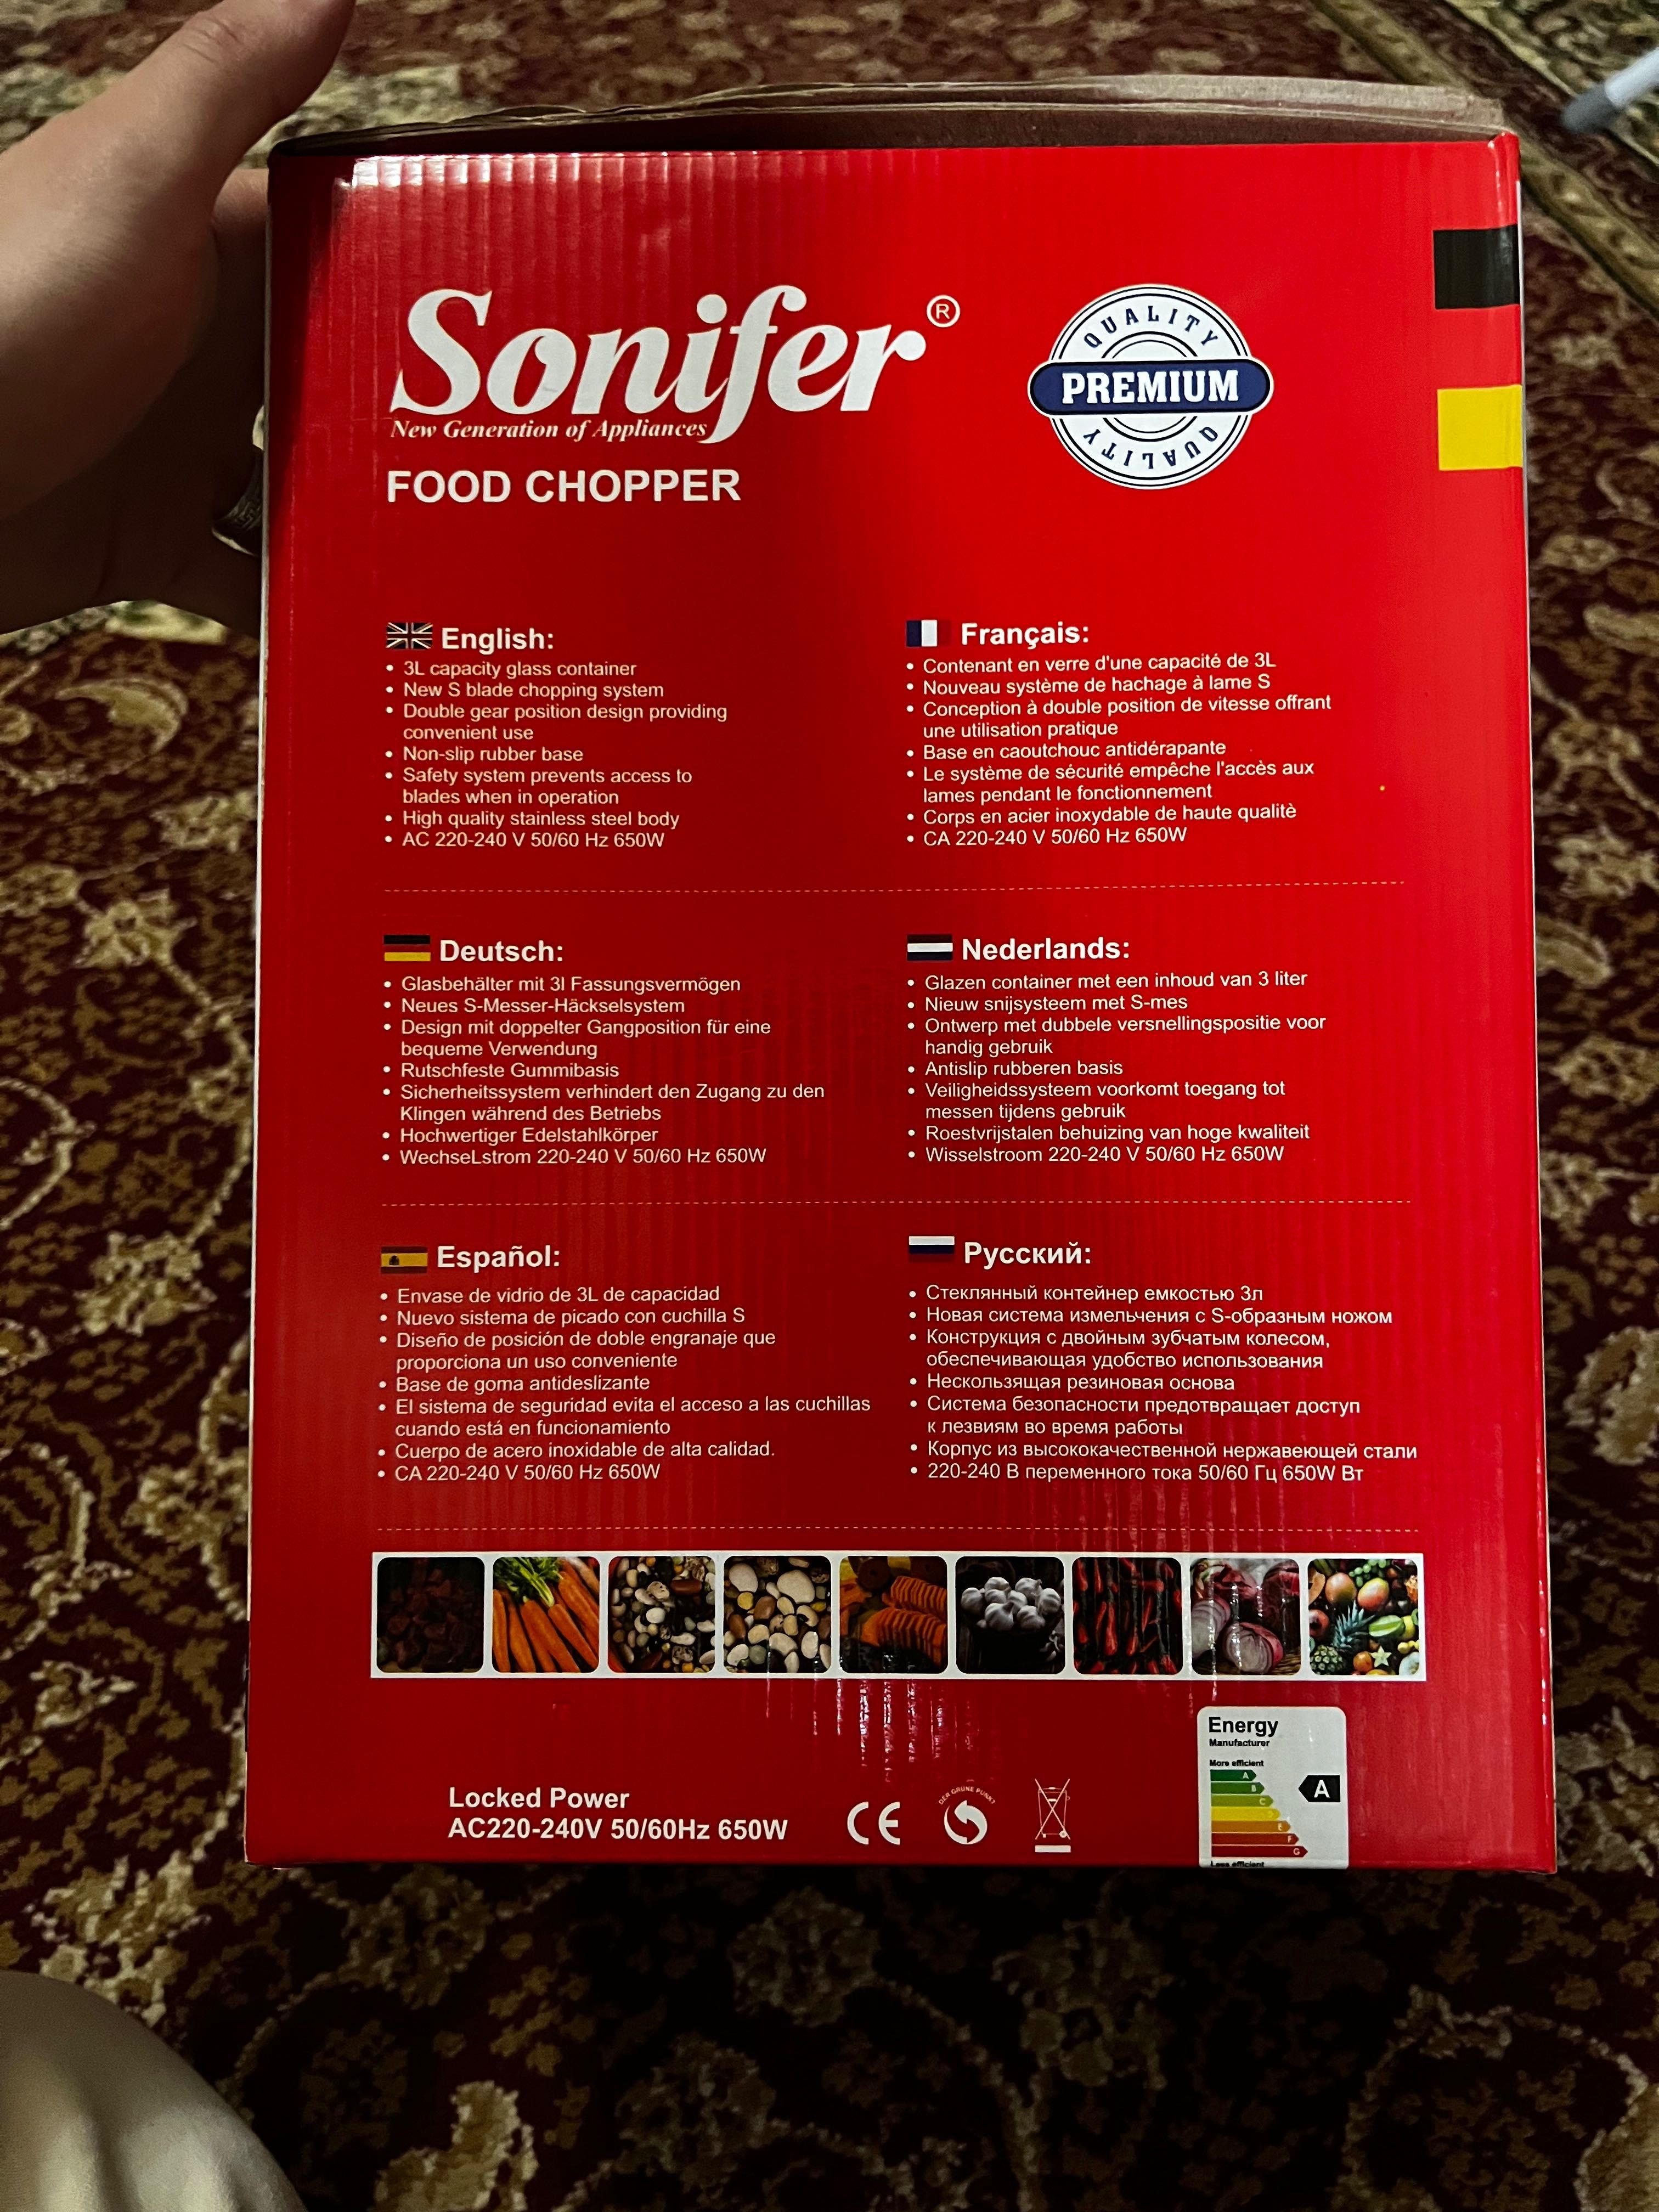 Sonifer®
New Generation of Appliances
FOOD CHOPPER
QUALITY
PREMIUM
QUALITY
English:
• 3L capacity glass container
• New S blade chopping system
• Double gear position design providing
convenient use
• Non-slip rubber base
• Safety system prevents access to
blades when in operation
• High quality stainless steel body
• AC 220-240 V 50/60 Hz 650W
Français:
• Contenant en verre d'une capacité de 3L
• Nouveau système de hachage à lame S
• Conception à double position de vitesse offrant
une utilisation pratique
• Base en caoutchouc antidérapante
• Le système de sécurité empêche l'accès aux
lames pendant le fonctionnement
• Corps en acier inoxydable de haute qualitè
• CA 220-240 V 50/60 Hz 650W
Deutsch:
• Glasbehälter mit 3l Fassungsvermögen
• Neues S-Messer-Häckselsystem
• Design mit doppelter Gangposition für eine
bequeme Verwendung
• Rutschfeste Gummibasis
• Sicherheitssystem verhindert den Zugang zu den
Klingen während des Betriebs
• Hochwertiger Edelstahlkörper
• WechseLstrom 220-240 V 50/60 Hz 650W
Nederlands:
• Glazen container met een inhoud van 3 liter
• Nieuw snijsysteem met S-mes
• Ontwerp met dubbele versnellingspositie voor
handig gebruik
• Antislip rubberen basis
• Veiligheidssysteem voorkomt toegang tot
messen tijdens gebruik
• Roestvrijstalen behuizing van hoge kwaliteit
• Wisselstroom 220-240 V 50/60 Hz 650W
Español:
• Envase de vidrio de 3L de capacidad
• Nuevo sistema de picado con cuchilla S
• Diseño de posición de doble engranaje que
proporciona un uso conveniente
• Base de goma antideslizante
• El sistema de seguridad evita el acceso a las cuchillas
cuando está en funcionamiento
• Cuerpo de acero inoxidable de alta calidad.
• CA 220-240 V 50/60 Hz 650W
Русский:
• Стеклянный контейнер емкостью 3л
• Новая система измельчения с S-образным ножом
• Конструкция с двойным зубчатым колесом,
обеспечивающая удобство использования
• Нескользящая резиновая основа
• Система безопасности предотвращает доступ
к лезвиям во время работы
• Корпус из высококачественной нержавеющей стали
• 220-240 В переменного тока 50/60 Гц 650W Вт
Locked Power
AC220-240V 50/60Hz 650W
CE
DER GRÜNE PUNKT
Energy
Manufacturer
More efficient
A
B
C
D
E
F
G
A
Less efficient